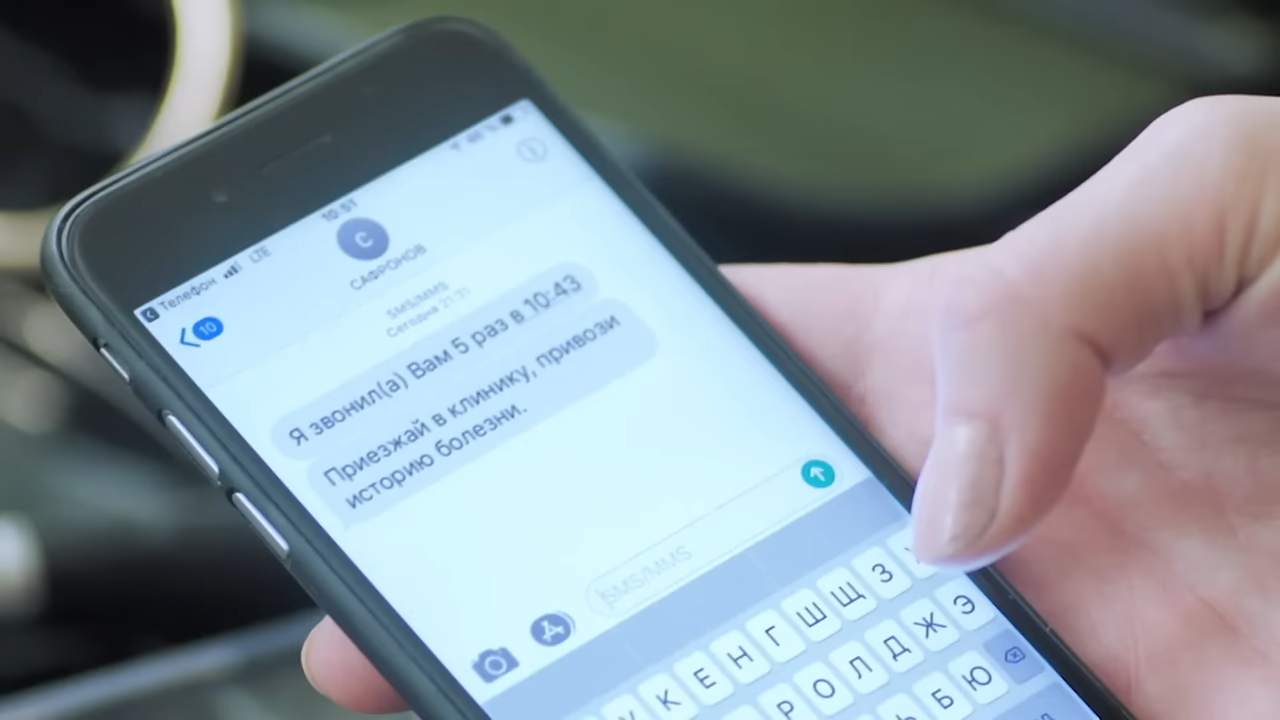 Телефон LTE 10:51
10
С
САФРОНОВ
SMS/MMS
Сегодня 21:21
Я звонил(а) Вам 5 раз в 10:43
Приезжай в клинику, привози
историю болезни.
SMS/MMS
К Е Н Г Ш Щ З
Р О Л Д Ж Э
Б Ю